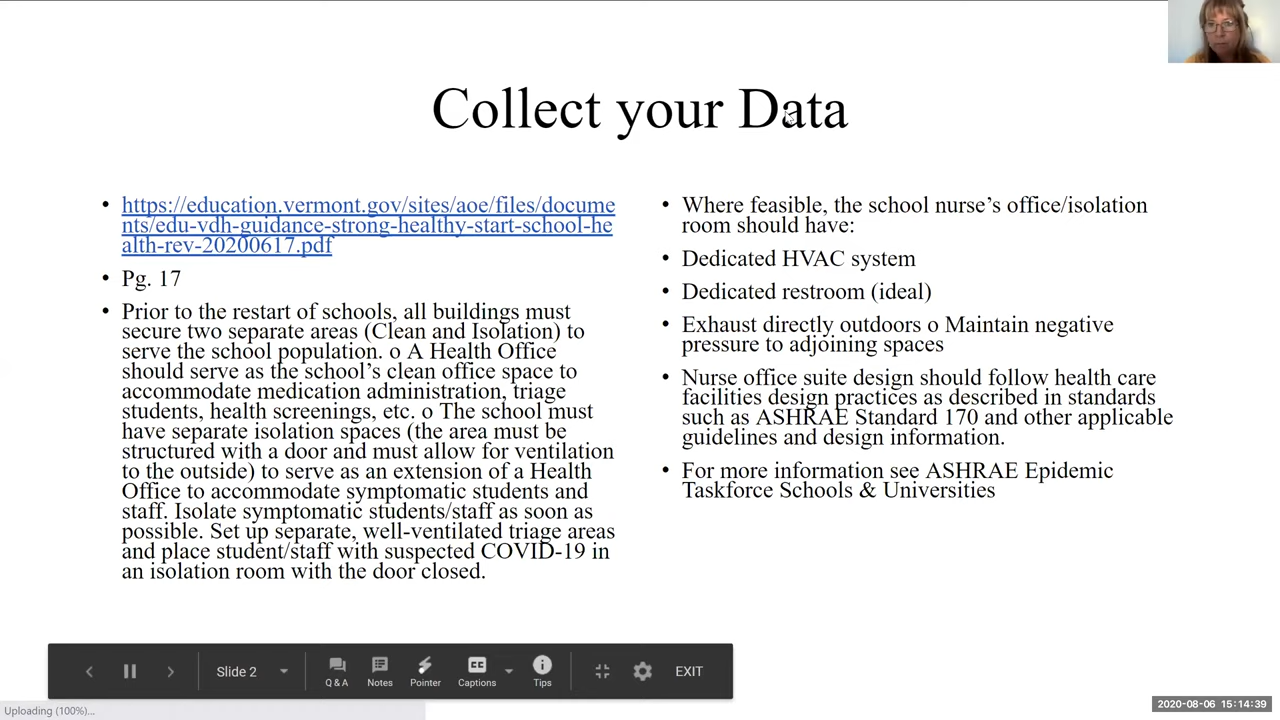 Collect your Data
• https://education.vermont.gov/sites/aoe/files/docume
nts/edu-vdh-guidance-strong-healthy-start-school-he
alth-rev-20200617.pdf
• Pg. 17
• Prior to the restart of schools, all buildings must
secure two separate areas (Clean and Isolation) to
serve the school population. o A Health Office
should serve as the school’s clean office space to
accommodate medication administration, triage
students, health screenings, etc. o The school must
have separate isolation spaces (the area must be
structured with a door and must allow for ventilation
to the outside) to serve as an extension of a Health
Office to accommodate symptomatic students and
staff. Isolate symptomatic students/staff as soon as
possible. Set up separate, well-ventilated triage areas
and place student/staff with suspected COVID-19 in
an isolation room with the door closed.
• Where feasible, the school nurse’s office/isolation
room should have:
• Dedicated HVAC system
• Dedicated restroom (ideal)
• Exhaust directly outdoors o Maintain negative
pressure to adjoining spaces
• Nurse office suite design should follow health care
facilities design practices as described in standards
such as ASHRAE Standard 170 and other applicable
guidelines and design information.
• For more information see ASHRAE Epidemic
Taskforce Schools & Universities
Slide 2
Q & A
Notes
Pointer
CC
Captions
Tips
EXIT
Uploading (100%)...
2020-08-06 15:14:39